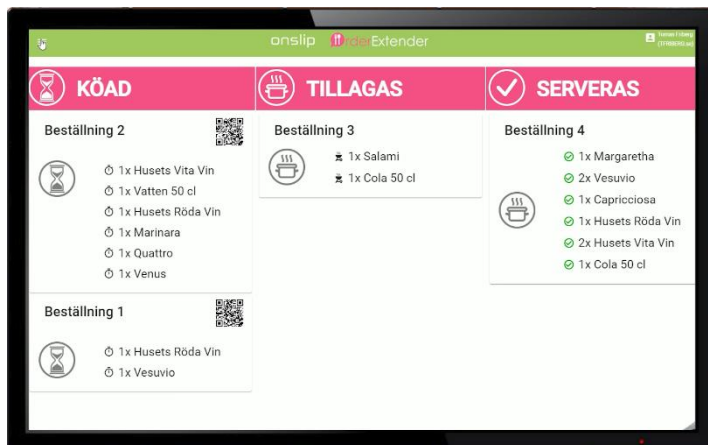 onslip OrderExtender
KÖAD
Beställning 2
1x Husets Vita Vin
1x Vatten 50 cl
1x Husets Röda Vin
1x Marinara
1x Quattro
1x Venus
Beställning 1
1x Husets Röda Vin
1x Vesuvio
TILLAGAS
Beställning 3
1x Salami
1x Cola 50 cl
SERVERAS
Beställning 4
1x Margaretha
2x Vesuvio
1x Capricciosa
1x Husets Röda Vin
2x Husets Vita Vin
1x Cola 50 cl